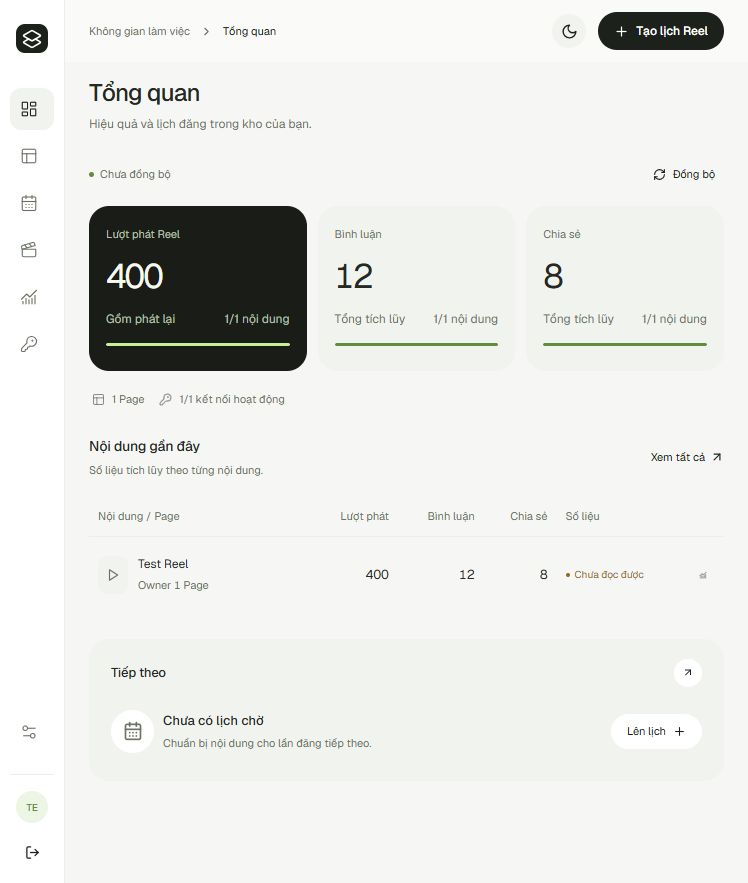 Không gian làm việc > Tổng quan
Tạo lịch Reel
Tổng quan
Hiệu quả và lịch đăng trong kho của bạn.
Chưa đồng bộ
Đồng bộ
Lượt phát Reel
400
Gồm phát lại 1/1 nội dung
Bình luận
12
Tổng tích lũy 1/1 nội dung
Chia sẻ
8
Tổng tích lũy 1/1 nội dung
1 Page 1/1 kết nối hoạt động
Nội dung gần đây
Số liệu tích lũy theo từng nội dung.
Xem tất cả
Nội dung / Page Lượt phát Bình luận Chia sẻ Số liệu
Test Reel
Owner 1 Page
400 12 8 Chưa đọc được
Tiếp theo
Chưa có lịch chờ
Chuẩn bị nội dung cho lần đăng tiếp theo.
Lên lịch
TE